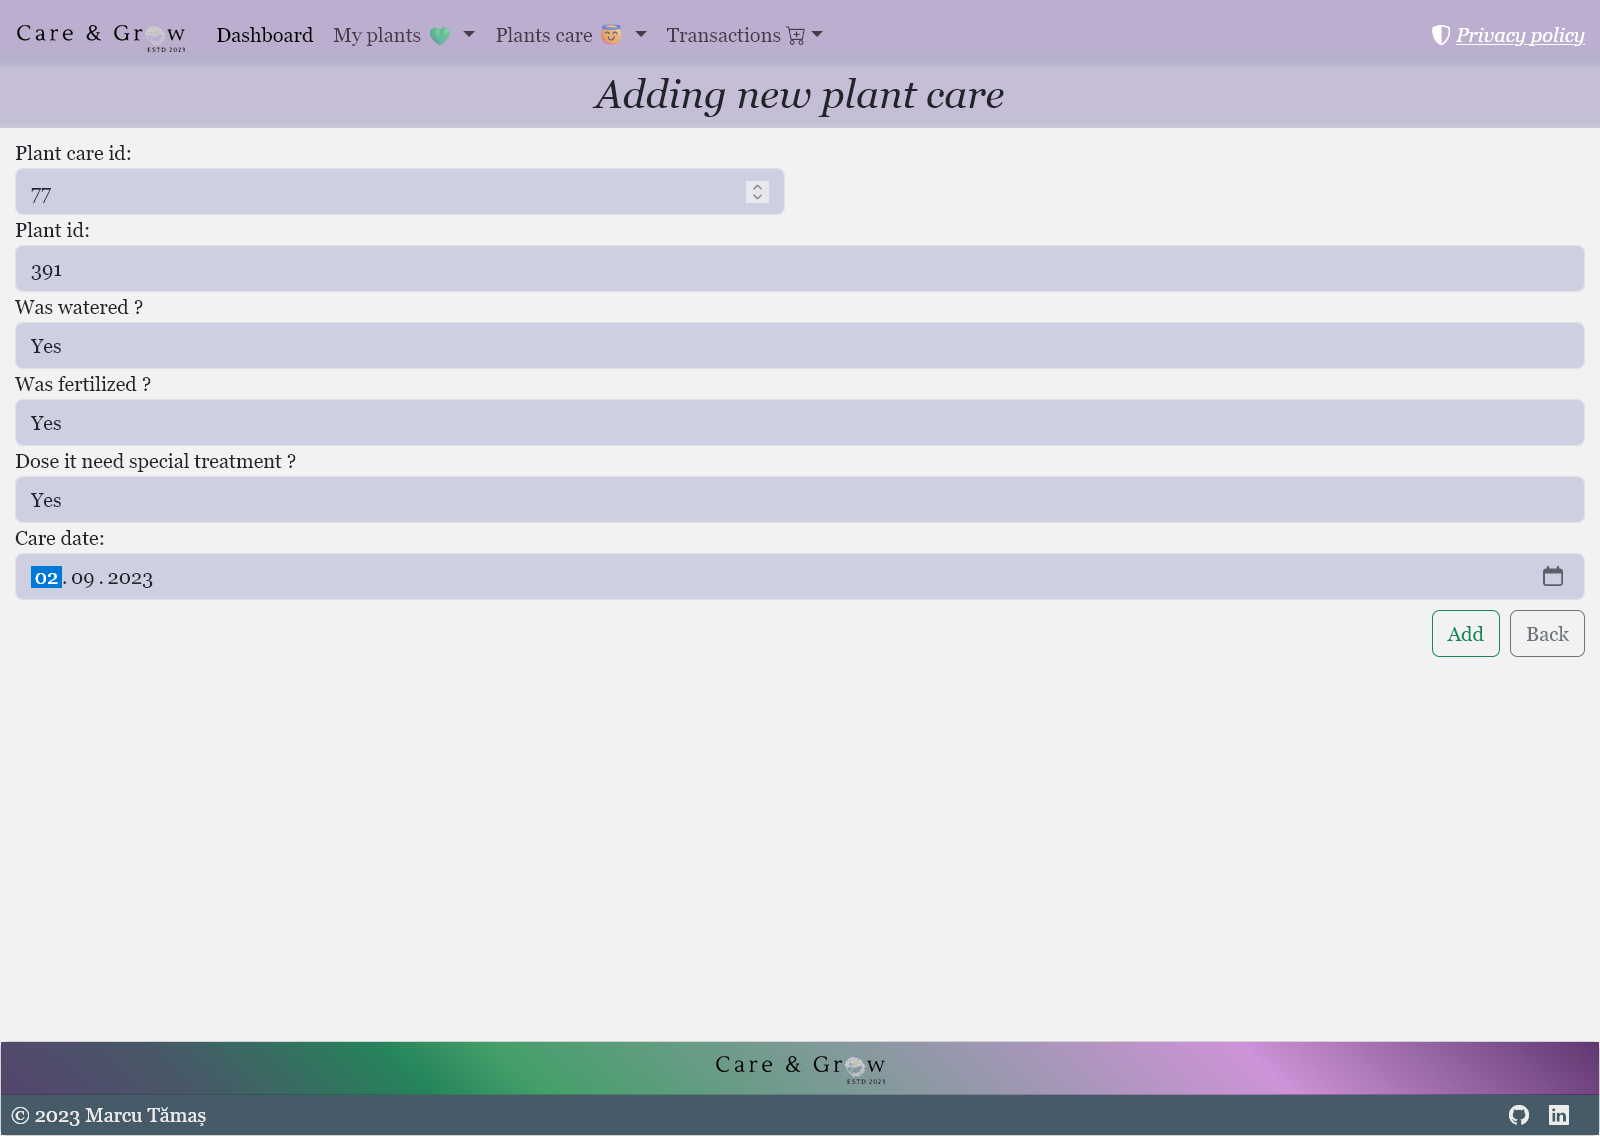 Care & Grow ESTD 2023 Dashboard My plants Plants care Transactions Privacy policy
Adding new plant care
Plant care id:
77
Plant id:
391
Was watered ?
Yes
Was fertilized ?
Yes
Dose it need special treatment ?
Yes
Care date:
02 . 09 . 2023
Add Back
Care & Grow
ESTD 2023
© 2023 Marcu Tămaș